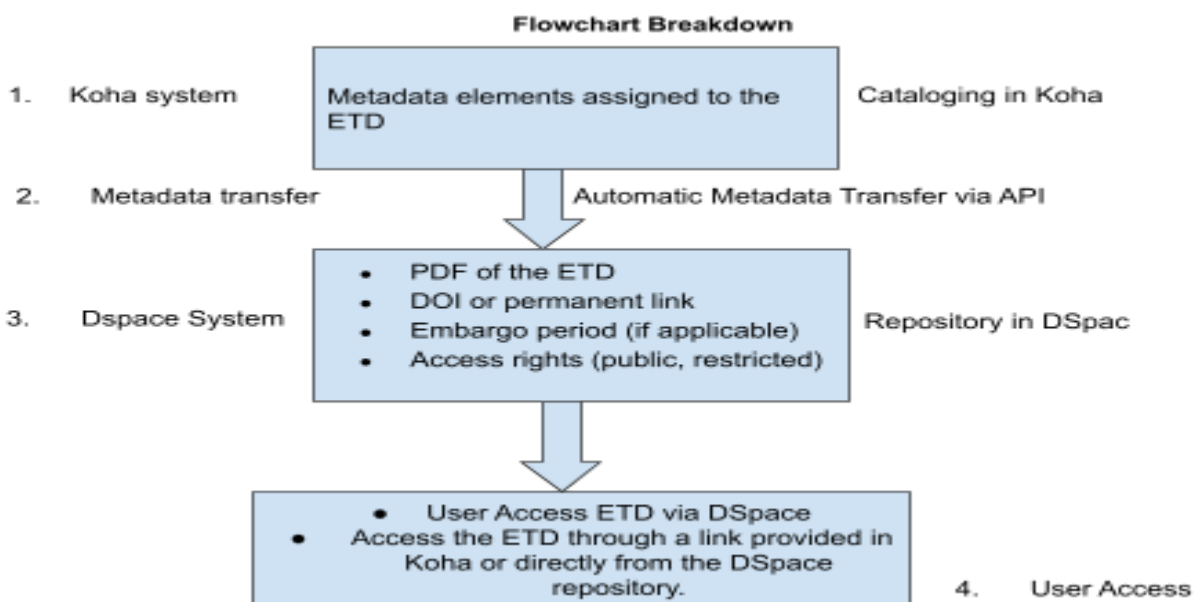 Flowchart Breakdown
1. Koha system
Metadata elements assigned to the
ETD
Cataloging in Koha
2. Metadata transfer
Automatic Metadata Transfer via API
3. Dspace System
• PDF of the ETD
• DOI or permanent link
• Embargo period (if applicable)
• Access rights (public, restricted)
Repository in DSpac
• User Access ETD via DSpace
• Access the ETD through a link provided in
Koha or directly from the DSpace
repository.
4. User Access